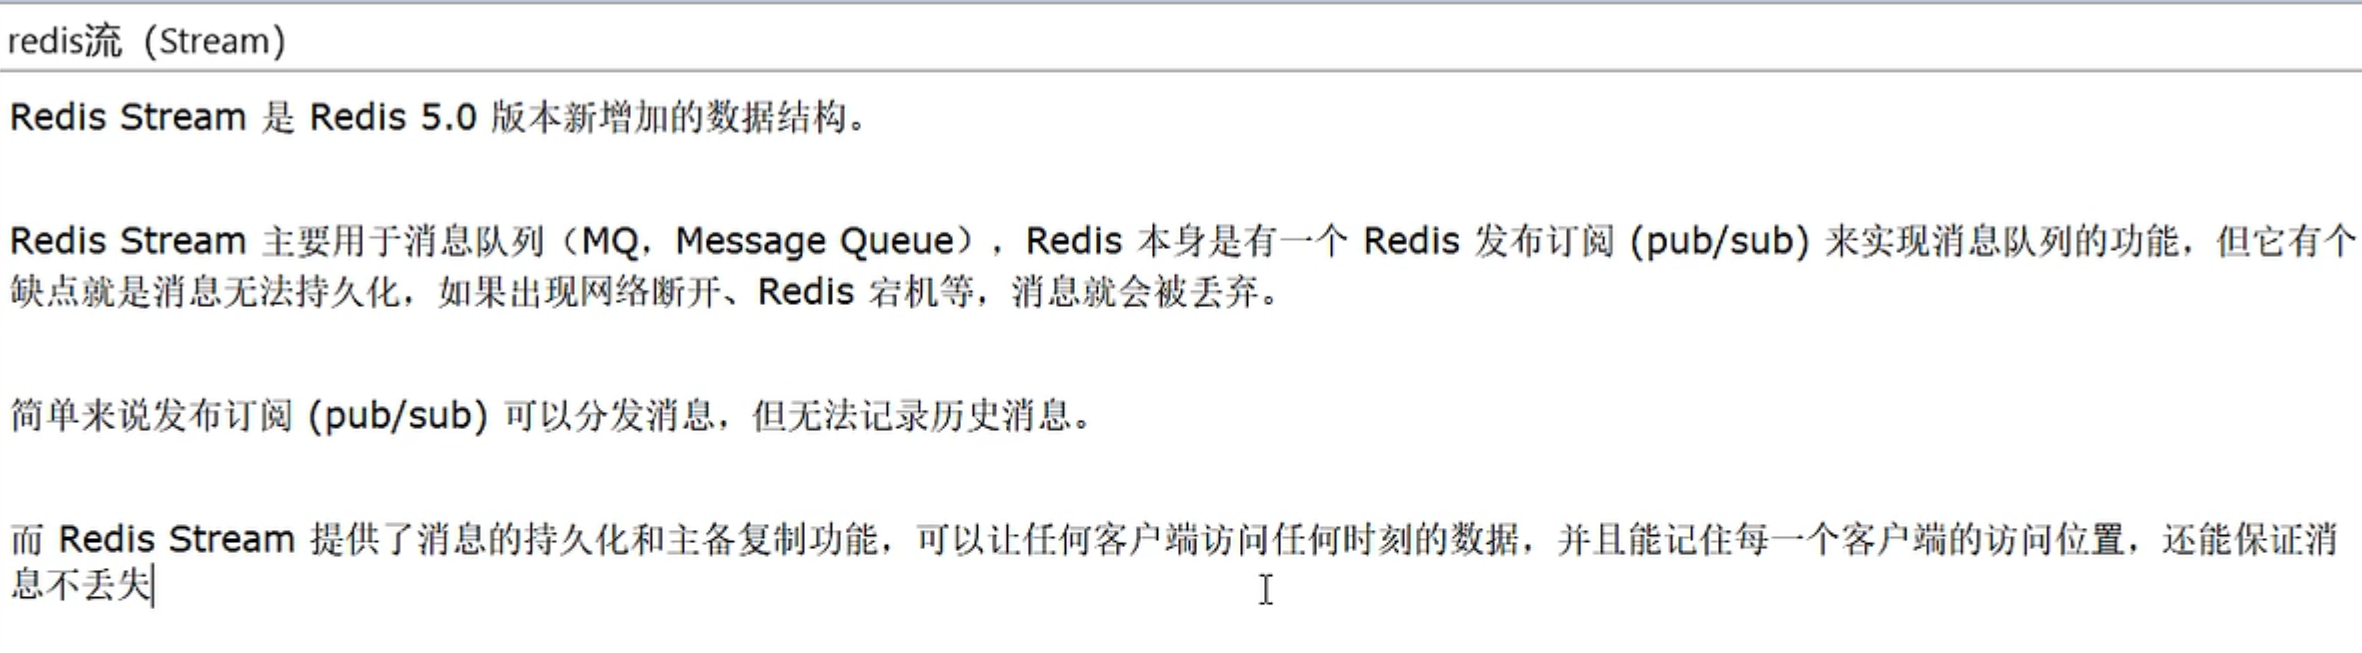 redis流（Stream）
Redis Stream 是 Redis 5.0 版本新增加的数据结构。
Redis Stream 主要用于消息队列（MQ，Message Queue），Redis 本身是有一个 Redis 发布订阅 (pub/sub) 来实现消息队列的功能，但它有个
缺点就是消息无法持久化，如果出现网络断开、Redis 宕机等，消息就会被丢弃。
简单来说发布订阅 (pub/sub) 可以分发消息，但无法记录历史消息。
而 Redis Stream 提供了消息的持久化和主备复制功能，可以让任何客户端访问任何时刻的数据，并且能记住每一个客户端的访问位置，还能保证消
息不丢失